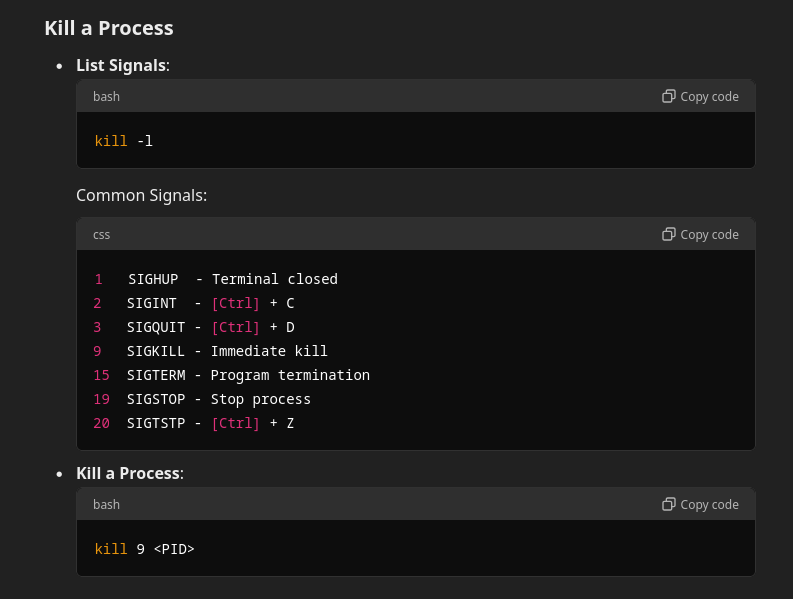 Kill a Process
• List Signals:
bash Copy code
kill -l
Common Signals:
css Copy code
1 SIGHUP - Terminal closed
2 SIGINT - [Ctrl] + C
3 SIGQUIT - [Ctrl] + D
9 SIGKILL - Immediate kill
15 SIGTERM - Program termination
19 SIGSTOP - Stop process
20 SIGTSTP - [Ctrl] + Z
• Kill a Process:
bash Copy code
kill 9 <PID>